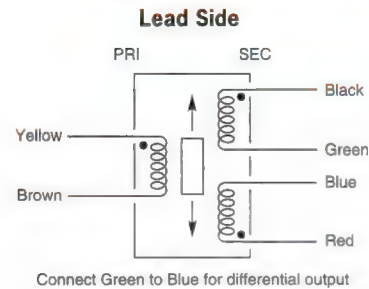 Lead Side
PRI
SEC
Black
Yellow
Green
Blue
Brown
Red
Connect Green to Blue for differential output